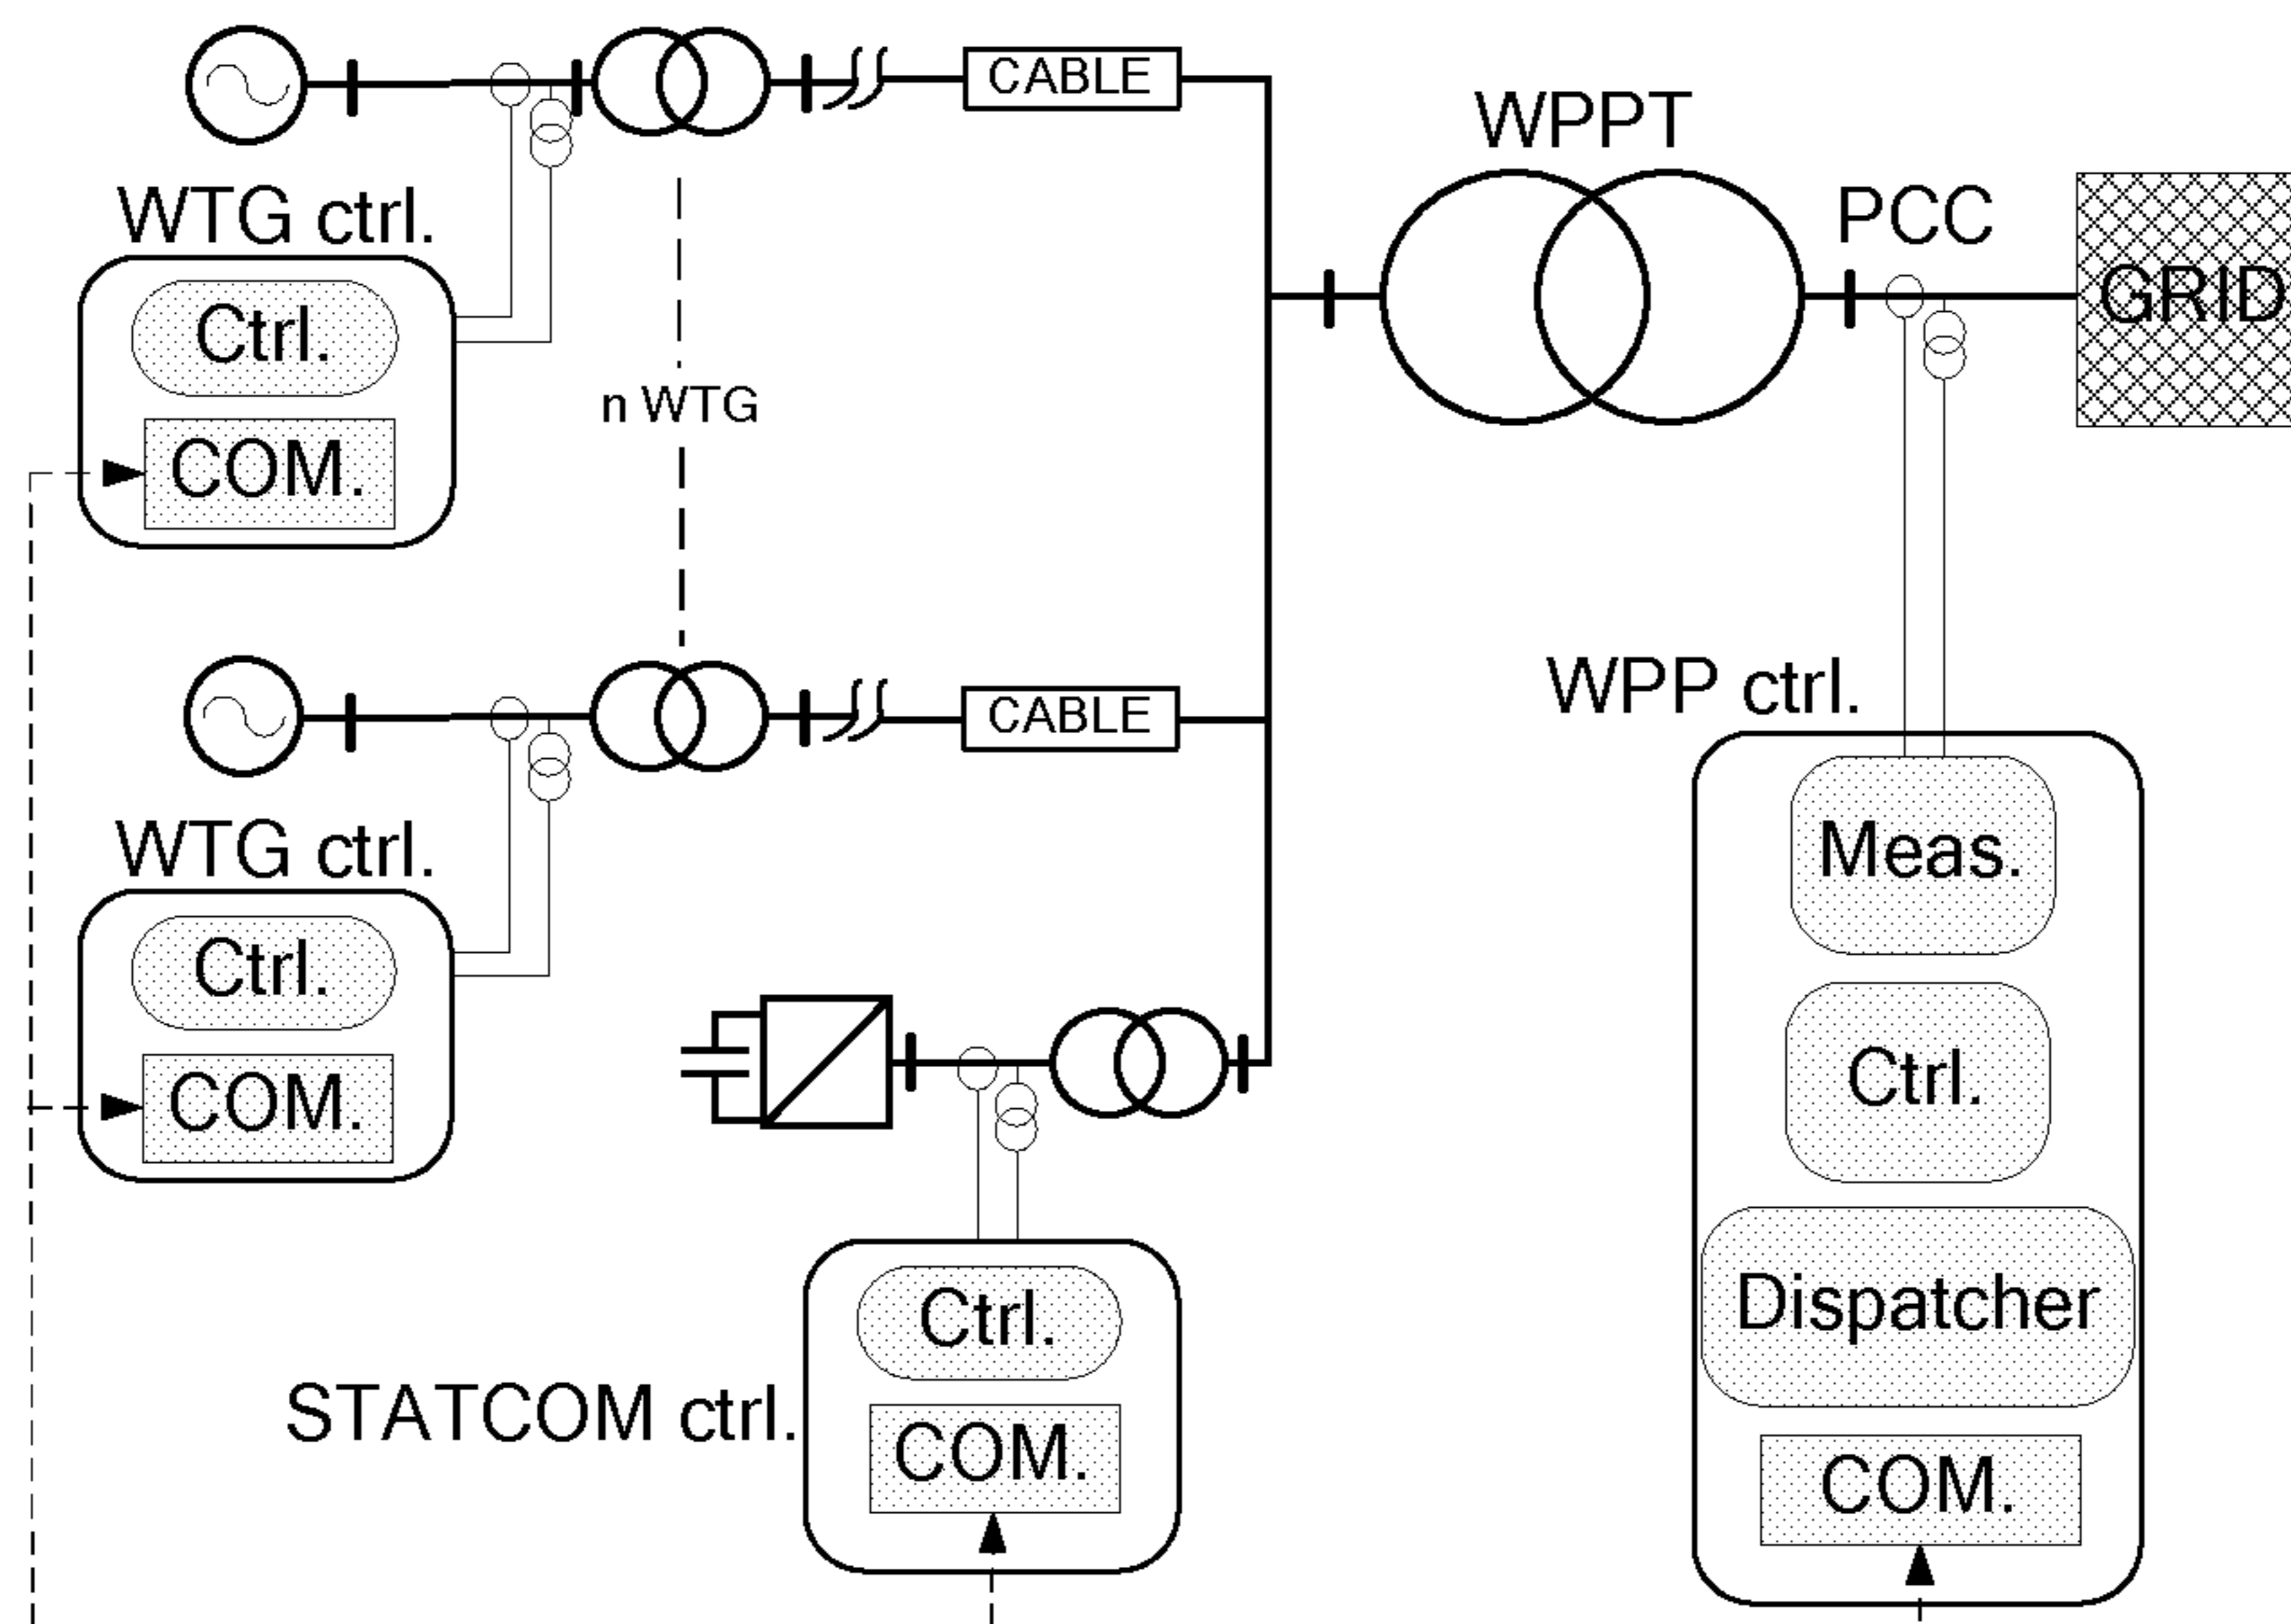 CABLE
WPPT
WTG ctrl.
PCC
GRID
Ctrl.
n WTG
COM.
WPP ctrl.
CABLE
WTG ctrl.
Meas.
Ctrl.
COM.
Ctrl.
Dispatcher
Ctrl.
STATCOM ctrl.
COM.
COM.